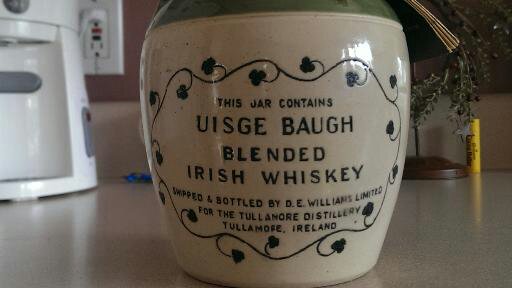 THIS JAR CONTAINS
UISGE BAUGH
BLENDED
IRISH WHISKEY
SHIPPED & BOTTLED BY D.E. WILLIAMS LIMITED
FOR THE TULLAMORE DISTILLERY
TULLAMORE, IRELAND